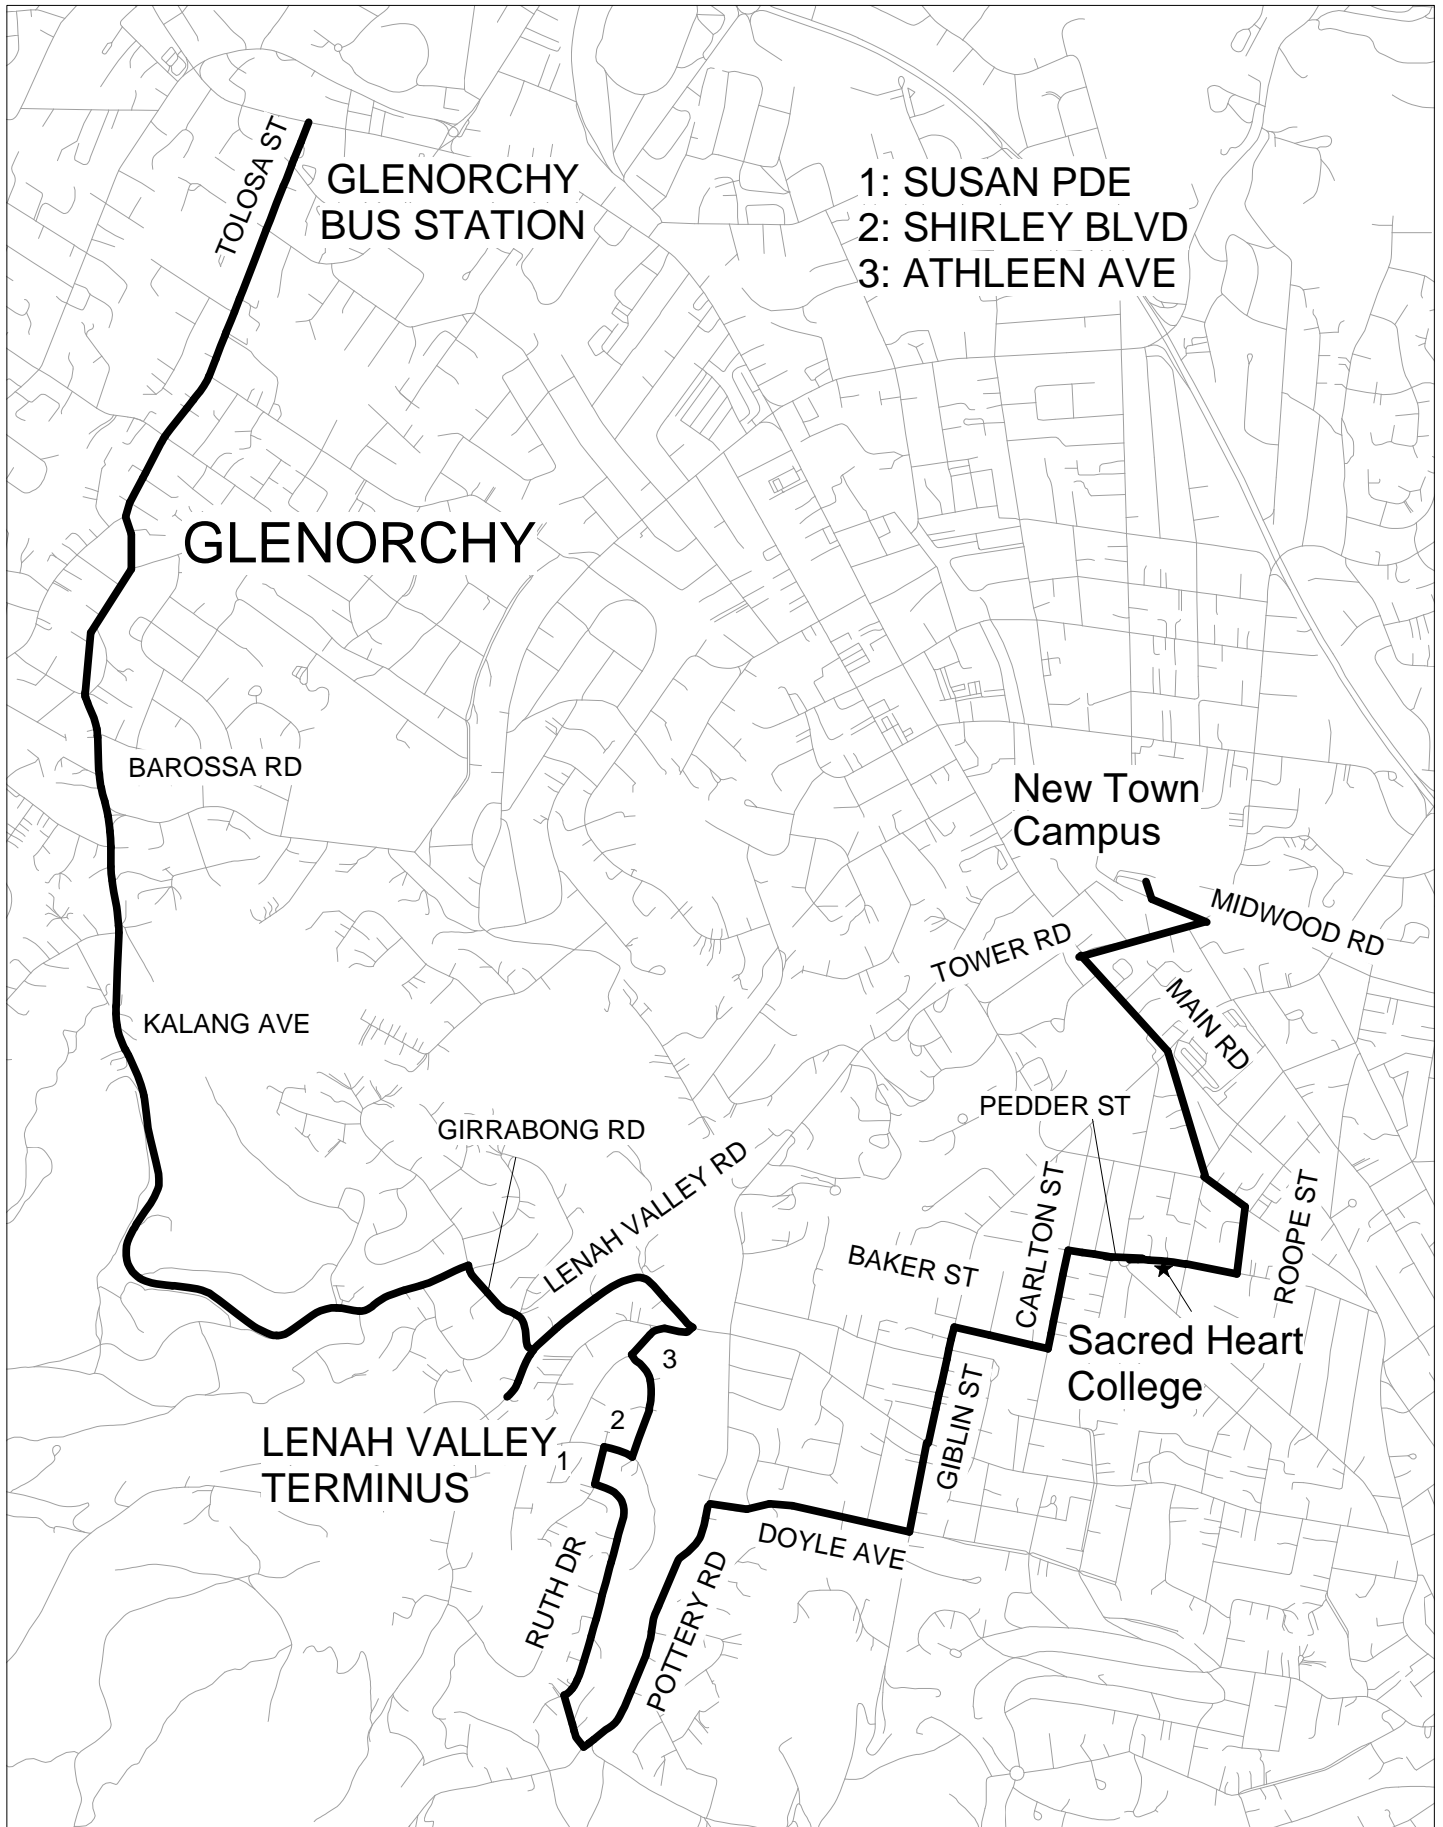 TOLOSA ST
GLENORCHY
BUS STATION
1: SUSAN PDE
2: SHIRLEY BLVD
3: ATHLEEN AVE
GLENORCHY
BAROSSA RD
New Town
Campus
MIDWOOD RD
TOWER RD
MAIN RD
KALANG AVE
PEDDER ST
GIRRABONG RD
LENAH VALLEY RD
CARLTON ST
ROOPE ST
BAKER ST
Sacred Heart
College
3
GIBLIN ST
2
LENAH VALLEY
TERMINUS
1
DOYLE AVE
RUTH DR
POTTERY RD